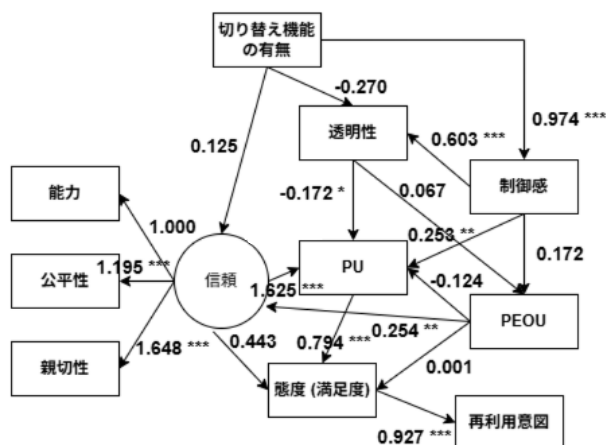 切り替え機能
の有無
-0.270
透明性
0.974 ***
0.603 ***
0.125
制御感
能力
-0.172 *
0.067
1.000
0.253 **
0.172
公平性
1.195 ***
信頼
PU
1.625 ***
-0.124
PEOU
親切性
1.648 ***
0.443
0.794 ***
0.254 **
0.001
態度 (満足度)
再利用意図
0.927 ***